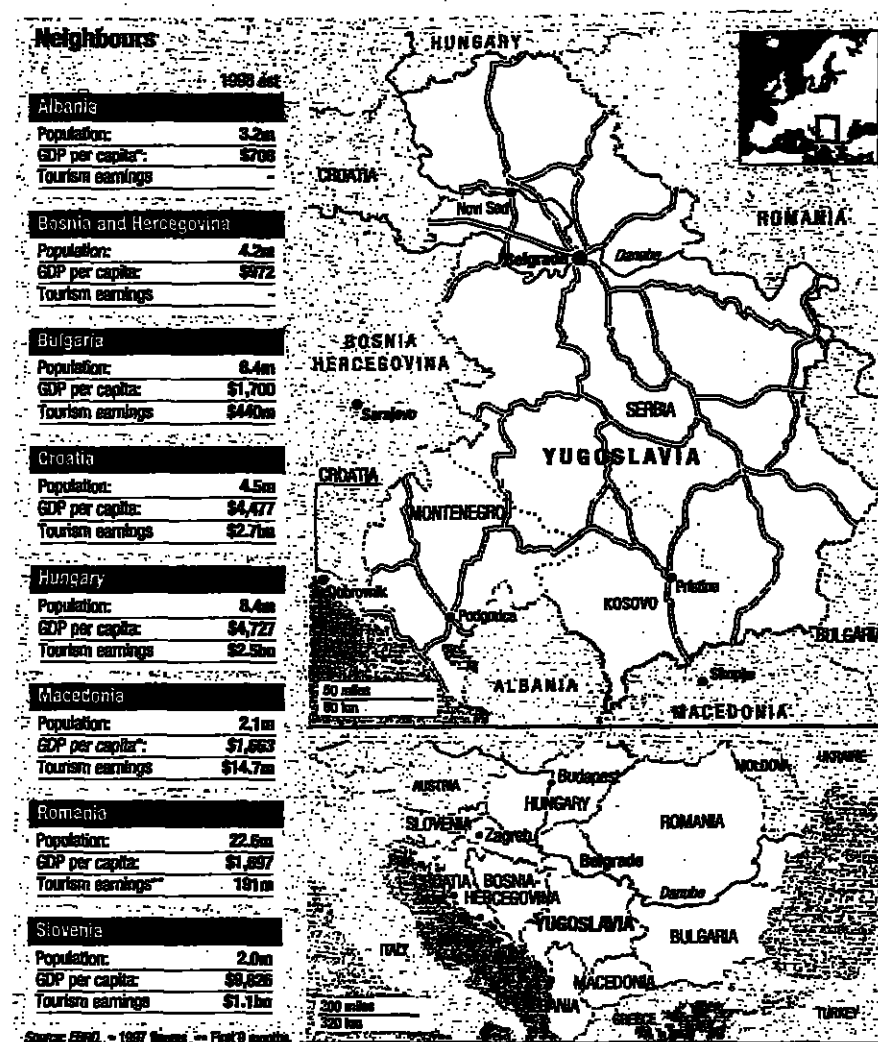 Neighbours
1998 est
Albania
Population: 3.2m
GDP per capita*: $706
Tourism earnings -
Bosnia and Hercegovina
Population: 4.2m
GDP per capita: $972
Tourism earnings -
Bulgaria
Population: 8.4m
GDP per capita: $1,700
Tourism earnings $440m
Croatia
Population: 4.5m
GDP per capita: $4,477
Tourism earnings $2.7bn
Hungary
Population: 8.4m
GDP per capita: $4,727
Tourism earnings $2.5bn
Macedonia
Population: 2.1m
GDP per capita*: $1,663
Tourism earnings $14.7m
Romania
Population: 22.6m
GDP per capita: $1,697
Tourism earnings** 191m
Slovenia
Population: 2.0m
GDP per capita: $9,826
Tourism earnings $1.1bn
Source: EBRD. * 1997 figures. ** First 9 months
HUNGARY
CROATIA
Novi Sad
ROMANIA
Belgrade
Danube
BOSNIA
HERCEGOVINA
Sarajevo
SERBIA
YUGOSLAVIA
CROATIA
MONTENEGRO
Dobrovnik
Podgorica
KOSOVO
Pristina
BULGARIA
ALBANIA
Skopje
MACEDONIA
50 miles
80 km
AUSTRIA
Budapest
HUNGARY
MOLDOVA
UKRAINE
SLOVENIA
Zagreb
ROMANIA
Belgrade
CROATIA
BOSNIA-
HERCEGOVINA
Danube
YUGOSLAVIA
BULGARIA
ITALY
MACEDONIA
200 miles
320 km
GREECE
TURKEY